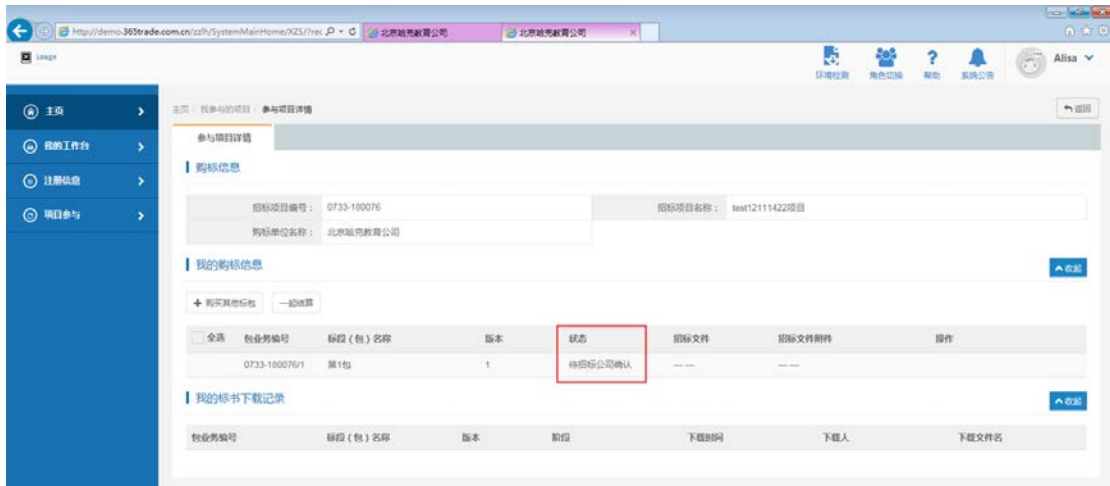 http://demo.365trade.com.cn/zzlh/SystemMainHome/XZSJ?rec
北京哈克教育公司
北京哈克教育公司
image
环境检测
角色切换
帮助
系统公告
Alisa
主页
我的工作台
注册信息
项目参与
主页 / 我参与的项目 / 参与项目详情
返回
参与项目详情
购标信息
招标项目编号： 0733-180076 招标项目名称： test12111422项目
购标单位名称： 北京哈克教育公司
我的购标信息
收起
购买其他标包 一起结算
全选 包业务编号 标段（包）名称 版本 状态 招标文件 招标文件附件 操作
0733-180076/1 第1包 1 待招标公司确认 —— ——
我的标书下载记录
收起
包业务编号 标段（包）名称 版本 阶段 下载时间 下载人 下载文件名